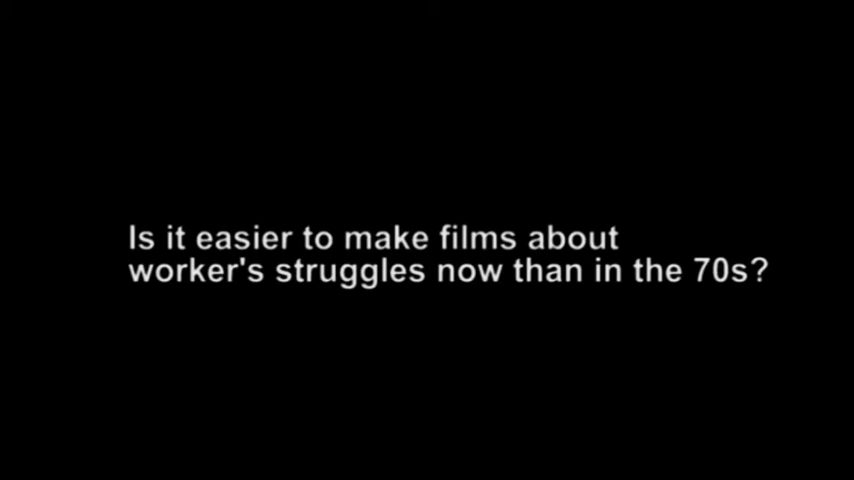 Is it easier to make films about
worker's struggles now than in the 70s?